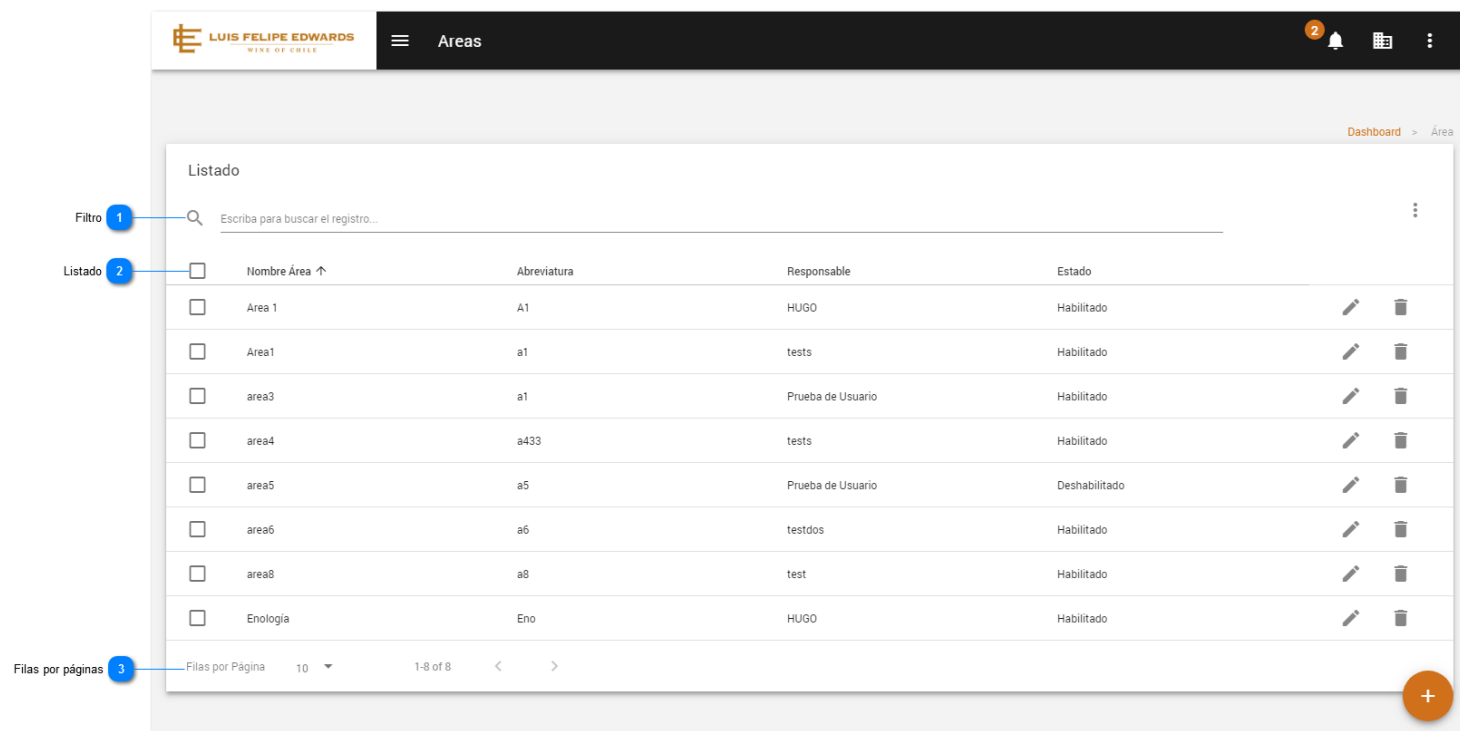 LUIS FELIPE EDWARDS
WINE OF CHILE
Areas
2
Dashboard > Área
Listado
Filtro 1
Escriba para buscar el registro...
Listado 2
Nombre Área Abreviatura Responsable Estado
Area 1 A1 HUGO Habilitado
Area1 a1 tests Habilitado
area3 a1 Prueba de Usuario Habilitado
area4 a433 tests Habilitado
area5 a5 Prueba de Usuario Deshabilitado
area6 a6 testdos Habilitado
area8 a8 test Habilitado
Enología Eno HUGO Habilitado
Filas por páginas 3
Filas por Página 10 1-8 of 8